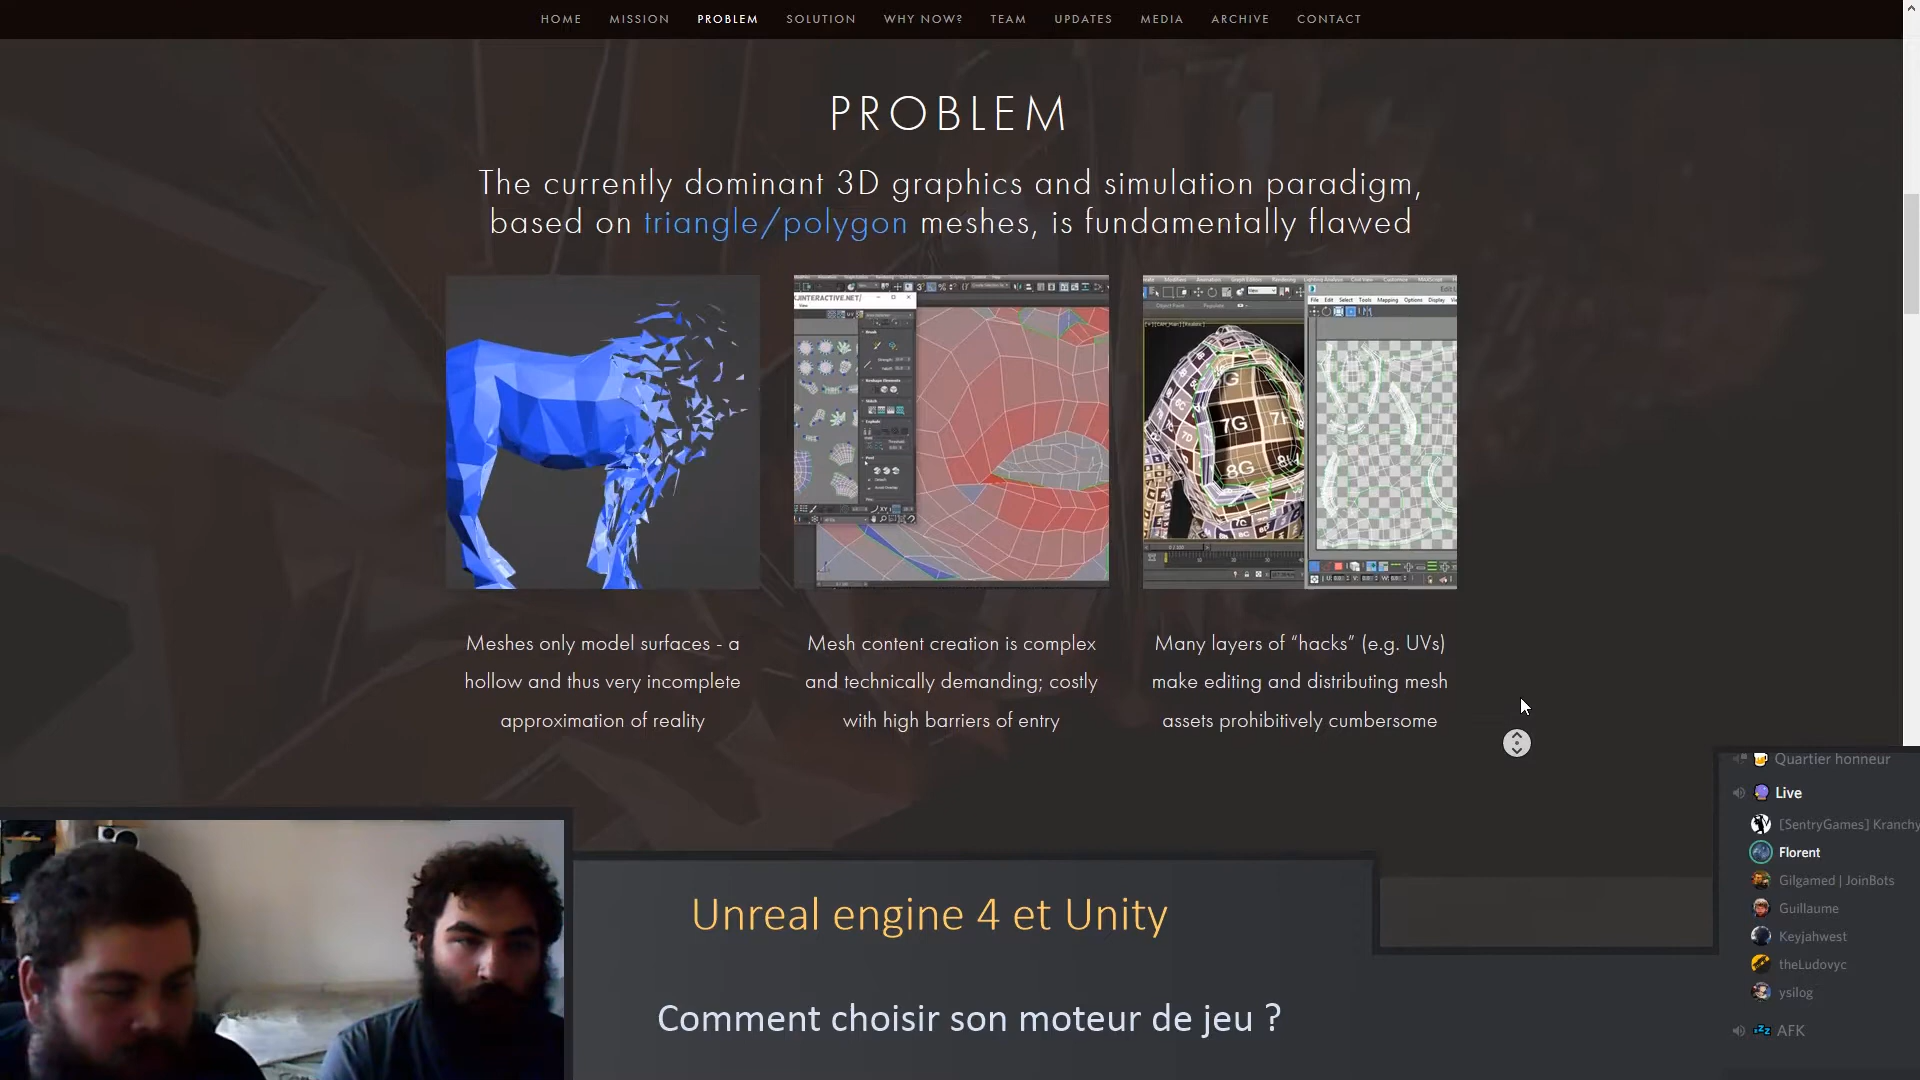 HOME MISSION PROBLEM SOLUTION WHY NOW? TEAM UPDATES MEDIA ARCHIVE CONTACT
PROBLEM
The currently dominant 3D graphics and simulation paradigm,
based on triangle/polygon meshes, is fundamentally flawed
7G
8G
7C
Meshes only model surfaces - a
hollow and thus very incomplete
approximation of reality
Mesh content creation is complex
and technically demanding; costly
with high barriers of entry
Many layers of “hacks” (e.g. UVs)
make editing and distributing mesh
assets prohibitively cumbersome
Quartier honneur
Live
[SentryGames] Kranchy
Florent
Gilgamed | JoinBots
Guillaume
Keyjahwest
theLudovyc
ysilog
AFK
Unreal engine 4 et Unity
Comment choisir son moteur de jeu ?